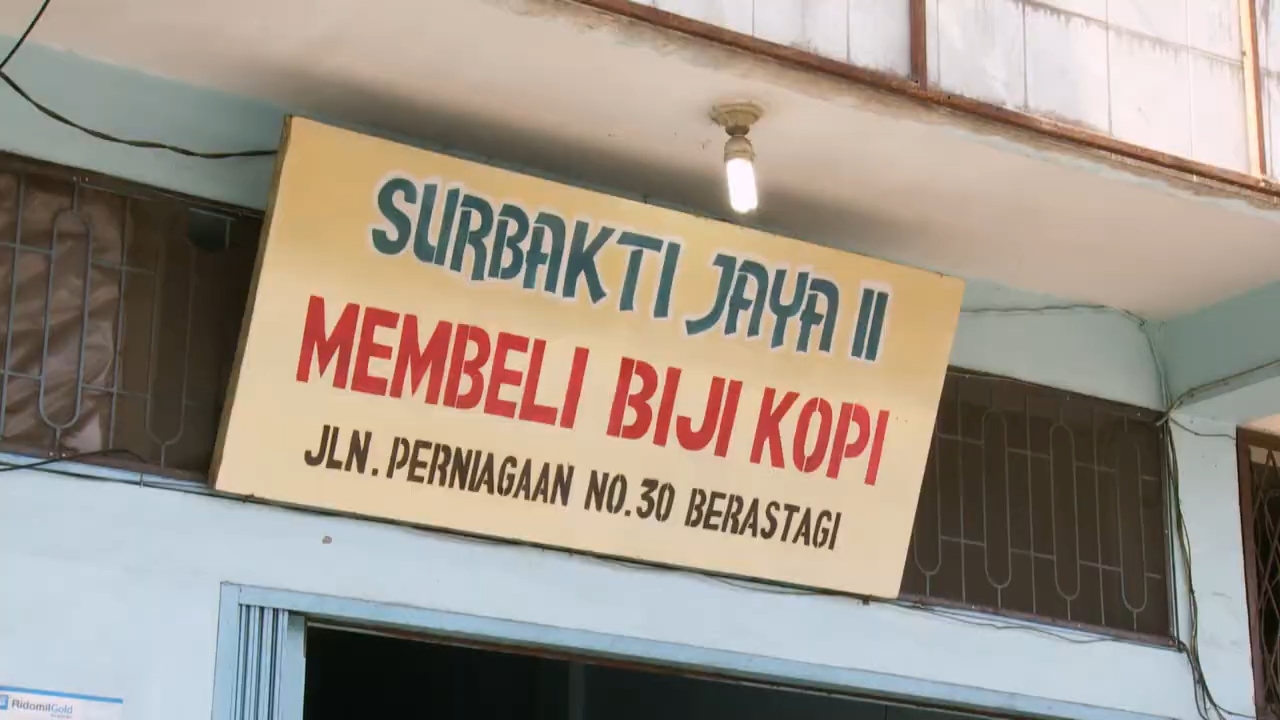 SURBAKTI JAYA II
MEMBELI BIJI KOPI
JLN. PERNIAGAAN NO.30 BERASTAGI
RidomilGold